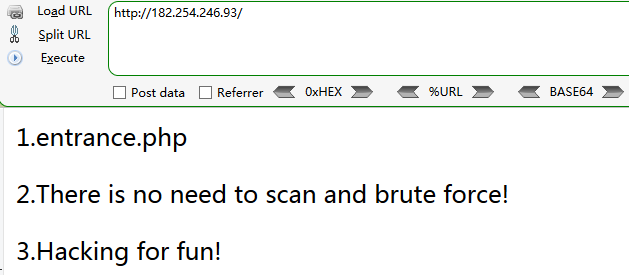 Load URL
http://182.254.246.93/
Split URL
Execute
Post data Referrer 0xHEX %URL BASE64
1.entrance.php
2.There is no need to scan and brute force!
3.Hacking for fun!